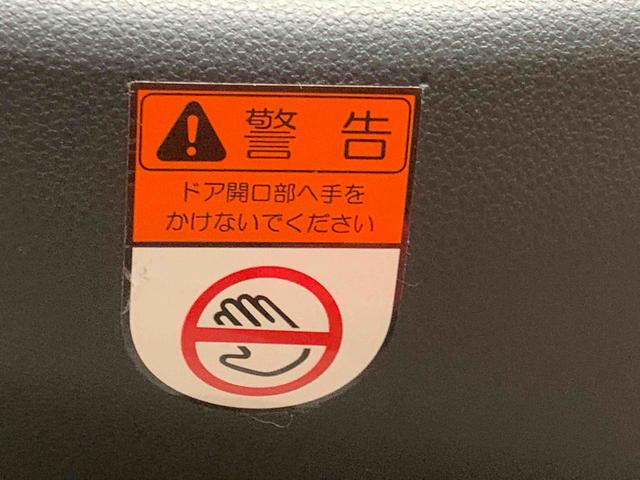 警告
ドア開口部へ手を
かけないでください